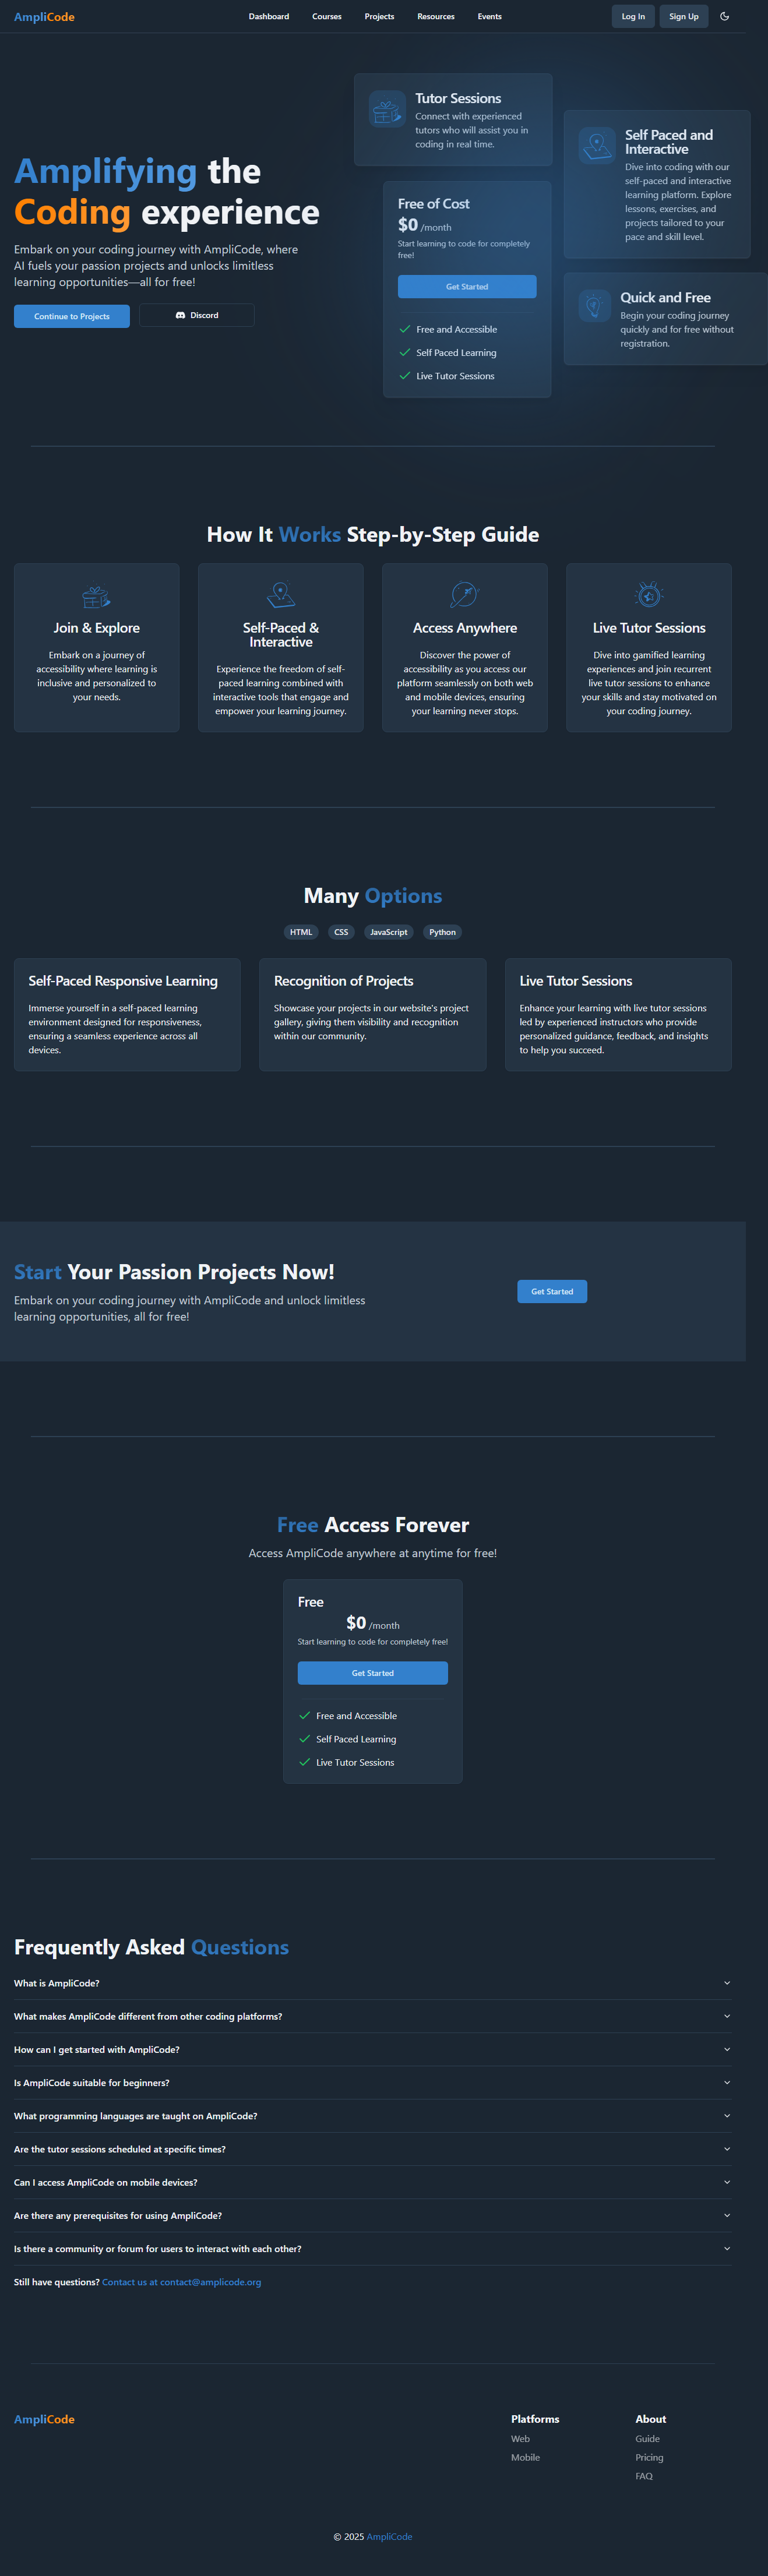 AmpliCode
Dashboard
Courses
Projects
Resources
Events
Log In
Sign Up
Amplifying the
Coding experience
Embark on your coding journey with AmpliCode, where
AI fuels your passion projects and unlocks limitless
learning opportunities—all for free!
Continue to Projects
Discord
Tutor Sessions
Connect with experienced
tutors who will assist you in
coding in real time.
Free of Cost
$0 /month
Start learning to code for completely
free!
Get Started
Free and Accessible
Self Paced Learning
Live Tutor Sessions
Self Paced and
Interactive
Dive into coding with our
self-paced and interactive
learning platform. Explore
lessons, exercises, and
projects tailored to your
pace and skill level.
Quick and Free
Begin your coding journey
quickly and for free without
registration.
How It Works Step-by-Step Guide
Join & Explore
Embark on a journey of
accessibility where learning is
inclusive and personalized to
your needs.
Self-Paced &
Interactive
Experience the freedom of self-
paced learning combined with
interactive tools that engage and
empower your learning journey.
Access Anywhere
Discover the power of
accessibility as you access our
platform seamlessly on both web
and mobile devices, ensuring
your learning never stops.
Live Tutor Sessions
Dive into gamified learning
experiences and join recurrent
live tutor sessions to enhance
your skills and stay motivated on
your coding journey.
Many Options
HTML
CSS
JavaScript
Python
Self-Paced Responsive Learning
Immerse yourself in a self-paced learning
environment designed for responsiveness,
ensuring a seamless experience across all
devices.
Recognition of Projects
Showcase your projects in our website's project
gallery, giving them visibility and recognition
within our community.
Live Tutor Sessions
Enhance your learning with live tutor sessions
led by experienced instructors who provide
personalized guidance, feedback, and insights
to help you succeed.
Start Your Passion Projects Now!
Embark on your coding journey with AmpliCode and unlock limitless
learning opportunities, all for free!
Get Started
Free Access Forever
Access AmpliCode anywhere at anytime for free!
Free
$0 /month
Start learning to code for completely free!
Get Started
Free and Accessible
Self Paced Learning
Live Tutor Sessions
Frequently Asked Questions
What is AmpliCode?
What makes AmpliCode different from other coding platforms?
How can I get started with AmpliCode?
Is AmpliCode suitable for beginners?
What programming languages are taught on AmpliCode?
Are the tutor sessions scheduled at specific times?
Can I access AmpliCode on mobile devices?
Are there any prerequisites for using AmpliCode?
Is there a community or forum for users to interact with each other?
Still have questions? Contact us at contact@amplicode.org
AmpliCode
Platforms
Web
Mobile
About
Guide
Pricing
FAQ
© 2025 AmpliCode